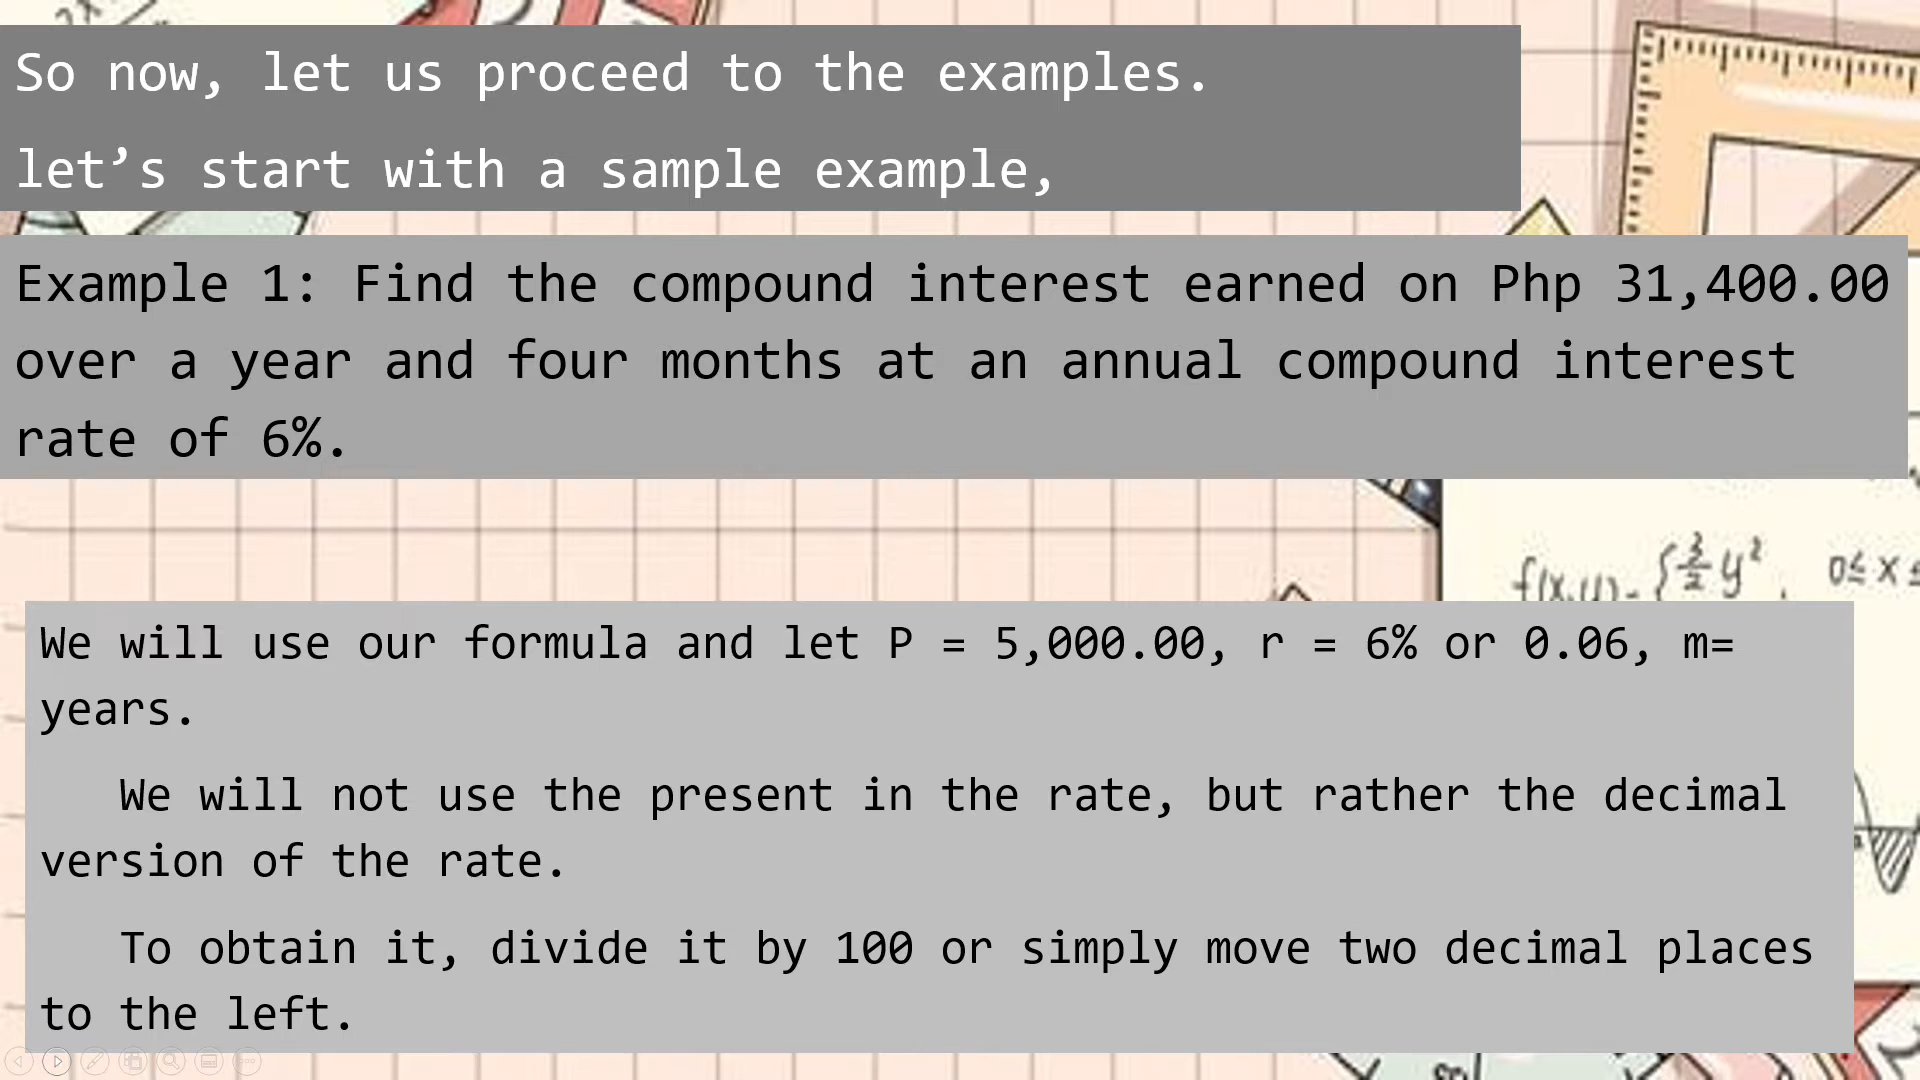 So now, let us proceed to the examples.
let’s start with a sample example,
Example 1: Find the compound interest earned on Php 31,400.00
over a year and four months at an annual compound interest
rate of 6%.
We will use our formula and let P = 5,000.00, r = 6% or 0.06, m=
years.
We will not use the present in the rate, but rather the decimal
version of the rate.
To obtain it, divide it by 100 or simply move two decimal places
to the left.